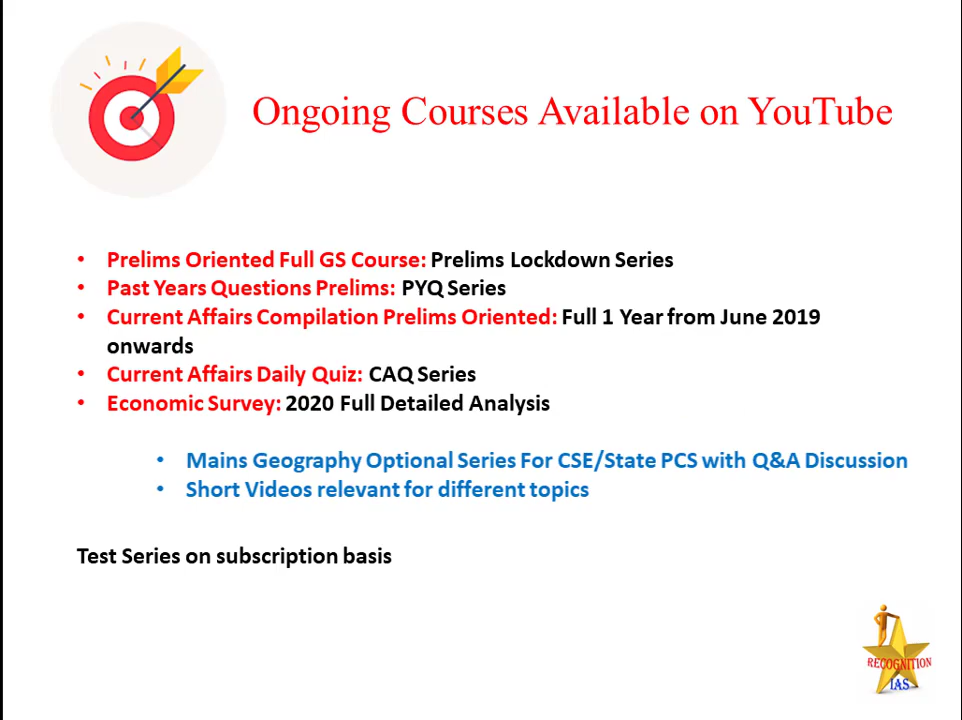 Ongoing Courses Available on YouTube
• Prelims Oriented Full GS Course: Prelims Lockdown Series
• Past Years Questions Prelims: PYQ Series
• Current Affairs Compilation Prelims Oriented: Full 1 Year from June 2019
onwards
• Current Affairs Daily Quiz: CAQ Series
• Economic Survey: 2020 Full Detailed Analysis
• Mains Geography Optional Series For CSE/State PCS with Q&A Discussion
• Short Videos relevant for different topics
Test Series on subscription basis
RECOGNITION
IAS